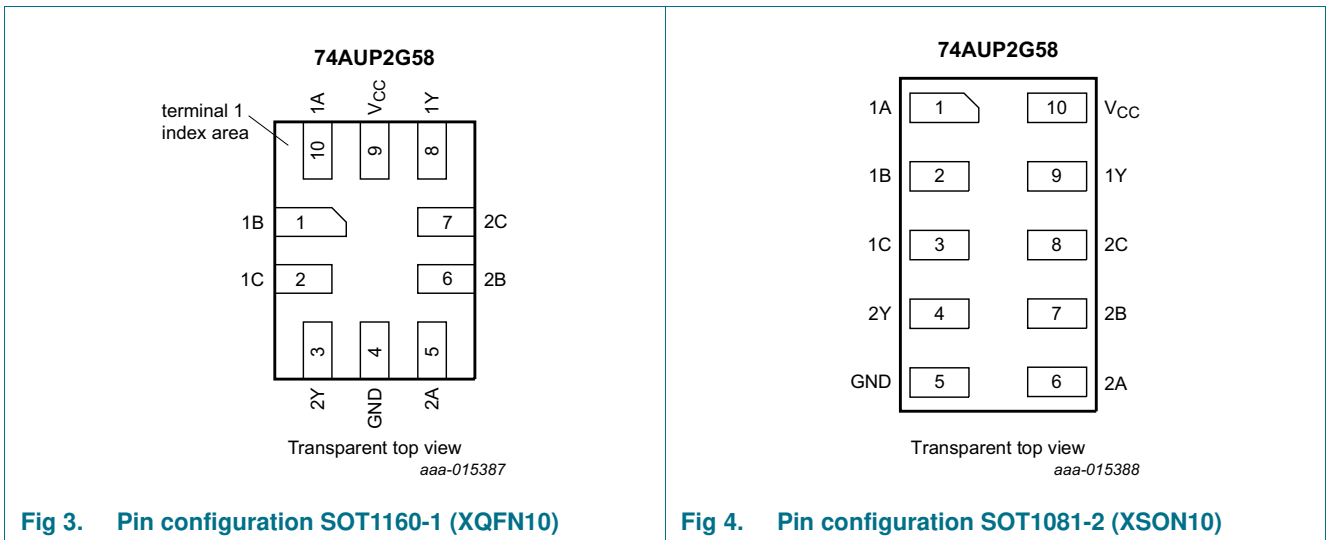 74AUP2G58
terminal 1
index area
1A
VCC
1Y
10
9
8
1B
1
7
2C
1C
2
6
2B
3
4
5
2Y
GND
2A
Transparent top view
aaa-015387
Fig 3. Pin configuration SOT1160-1 (XQFN10)
74AUP2G58
1A 1 10 VCC
1B 2 9 1Y
1C 3 8 2C
2Y 4 7 2B
GND 5 6 2A
Transparent top view
aaa-015388
Fig 4. Pin configuration SOT1081-2 (XSON10)